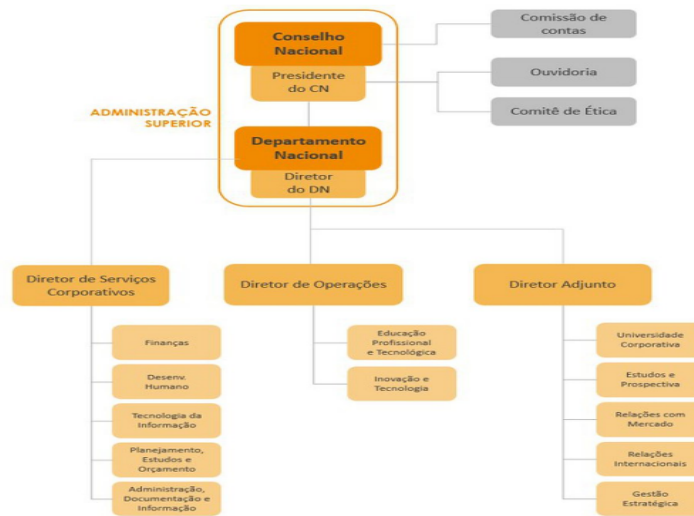 Conselho
Nacional
Presidente
do CN
Comissão de
contas
Ouvidoria
Comitê de Ética
ADMINISTRAÇÃO
SUPERIOR
Departamento
Nacional
Diretor
do DN
Diretor de Serviços
Corporativos
Diretor de Operações
Diretor Adjunto
Finanças
Desenv.
Humano
Tecnologia da
Informação
Planejamento,
Estudos e
Orçamento
Administração,
Documentação e
Informação
Educação
Profissional
e Tecnológica
Inovação e
Tecnologia
Universidade
Corporativa
Estudos e
Prospectiva
Relações com
Mercado
Relações
Internacionais
Gestão
Estratégica